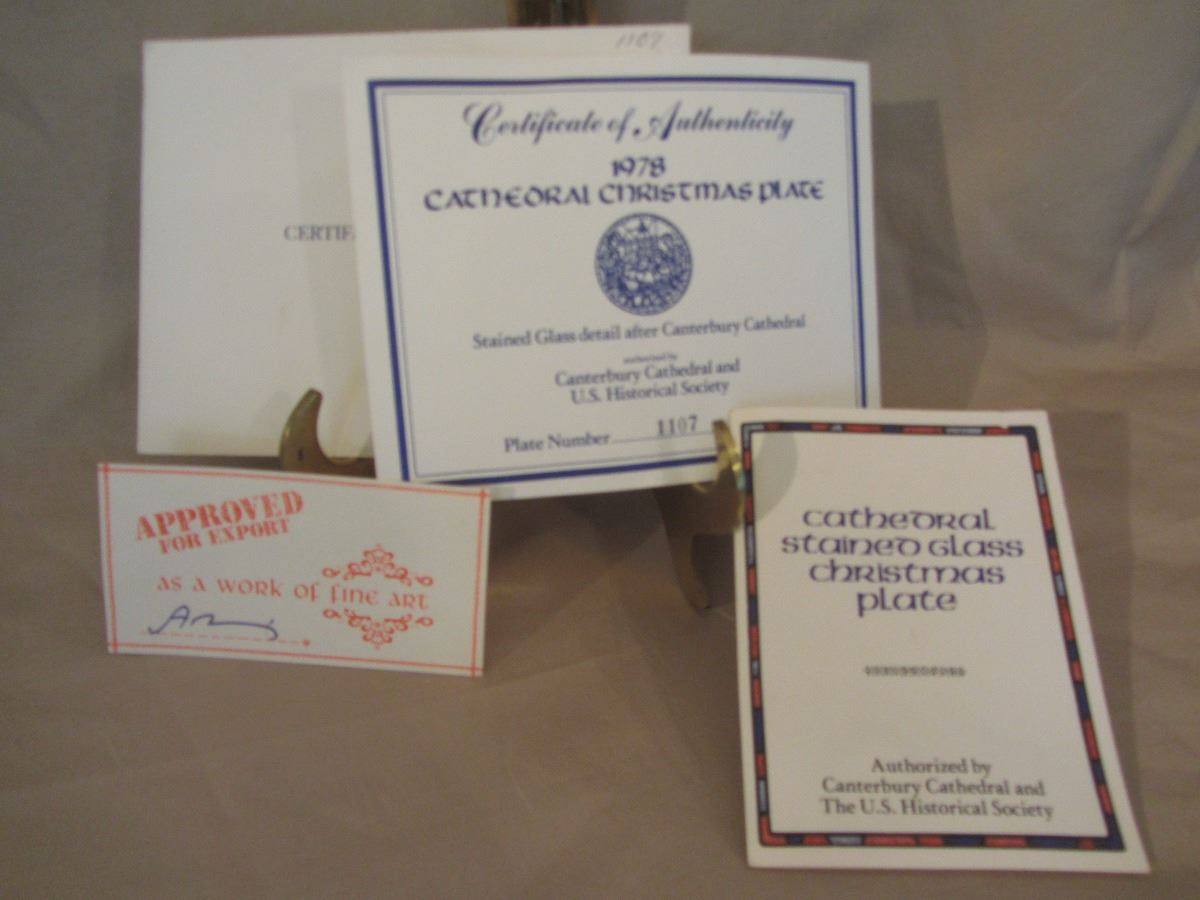 1107
CERTIF
Certificate of Authenticity
1978
CATHEDRAL CHRISTMAS PLATE
Stained Glass detail after Canterbury Cathedral
authorized by
Canterbury Cathedral and
U.S. Historical Society
Plate Number 1107
APPROVED
FOR EXPORT
AS A WORK OF FINE ART
cathedral
stained glass
christmas
plate
Authorized by
Canterbury Cathedral and
The U.S. Historical Society